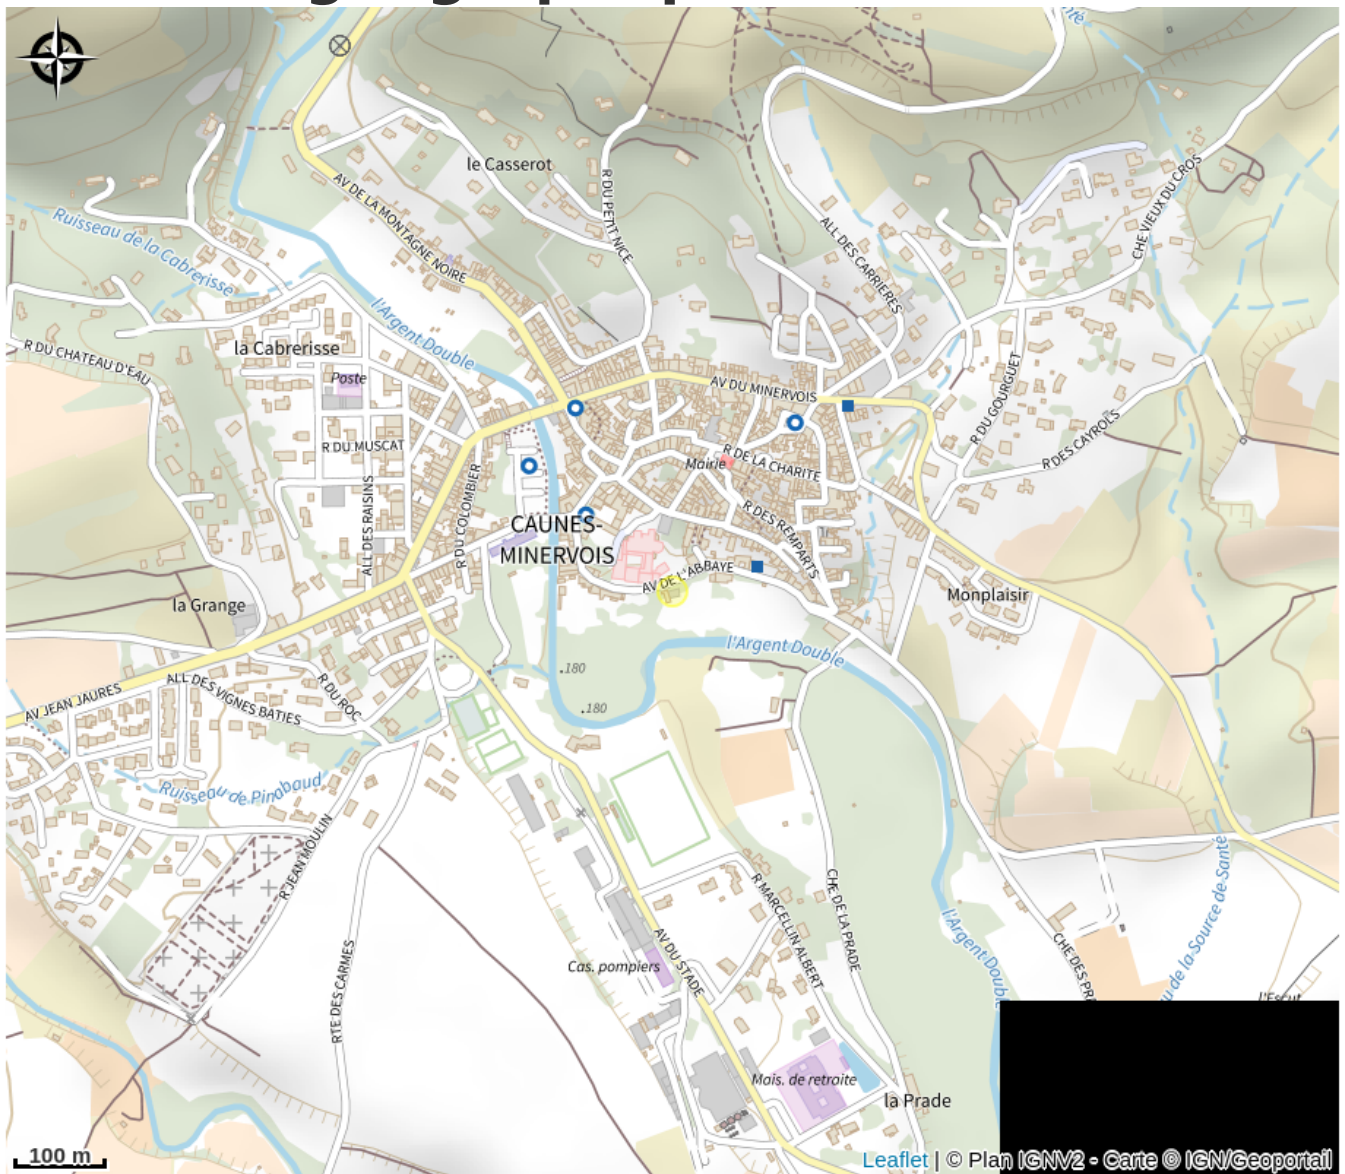 le Casserot
R DU PETIT NICE
AV DE LA MONTAGNE NOIRE
Ruisseau de la Cabrerisse
ALL DES CARRIERES
CHE VIEUX DU CROS
l'Argent Double
la Cabrerisse
R DU CHATEAU D'EAU
Poste
AV DU MINERVOIS
R DU GOURGUET
R DES CAYROLS
R DU MUSCAT
Mairie
R DE LA CHARITE
ALL DES RAISINS
R DU COLOMBIER
CAUNES-
MINERVOIS
R DES REMPARTS
AV DE L'ABBAYE
la Grange
Monplaisir
l'Argent Double
.180
.180
AV JEAN JAURES
ALL DES VIGNES BATIES
R DU ROC
Ruisseau de Pinabaud
R JEAN MOULIN
R MARCELLIN ALBERT
CHE DE LA PRADE
AV DU STADE
Cas. pompiers
RTE DES CARMES
l'Argent Double
CHE DES PRA
u de la Source de Santé
l'Escut
Mais. de retraite
la Prade
100 m
Leaflet | © Plan IGNV2 - Carte © IGN/Geoportail